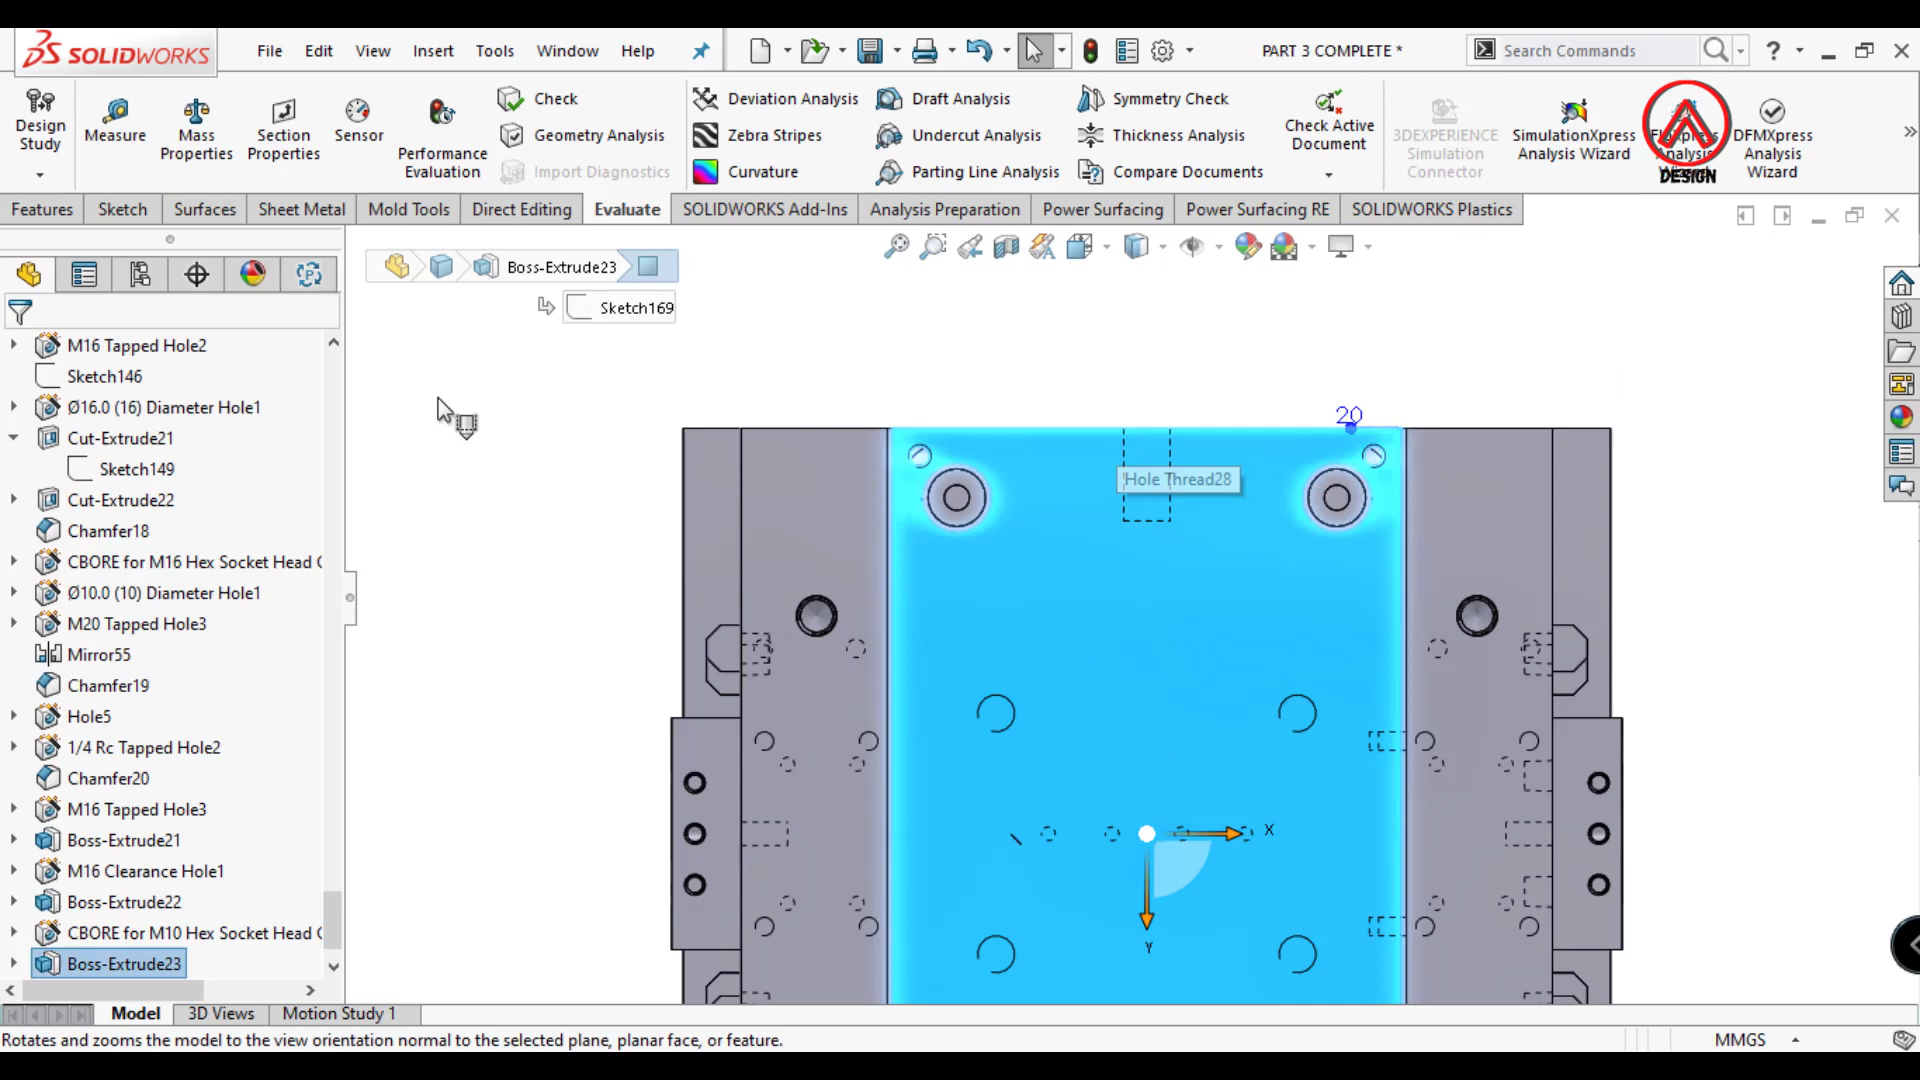 SOLIDWORKS
File Edit View Insert Tools Window Help
PART 3 COMPLETE *
Search Commands
?
Design Study
Measure
Mass Properties
Section Properties
Sensor
Performance Evaluation
Check
Geometry Analysis
Import Diagnostics
Deviation Analysis
Zebra Stripes
Curvature
Draft Analysis
Undercut Analysis
Parting Line Analysis
Symmetry Check
Thickness Analysis
Compare Documents
Check Active Document
3DEXPERIENCE Simulation Connector
SimulationXpress Analysis Wizard
Analysis
DESIGN
DFMXpress Analysis Wizard
Features Sketch Surfaces Sheet Metal Mold Tools Direct Editing Evaluate SOLIDWORKS Add-Ins Analysis Preparation Power Surfacing Power Surfacing RE SOLIDWORKS Plastics
Boss-Extrude23
Sketch169
M16 Tapped Hole2
Sketch146
Ø16.0 (16) Diameter Hole1
Cut-Extrude21
Sketch149
Cut-Extrude22
Chamfer18
CBORE for M16 Hex Socket Head C
Ø10.0 (10) Diameter Hole1
M20 Tapped Hole3
Mirror55
Chamfer19
Hole5
1/4 Rc Tapped Hole2
Chamfer20
M16 Tapped Hole3
Boss-Extrude21
M16 Clearance Hole1
Boss-Extrude22
CBORE for M10 Hex Socket Head C
Boss-Extrude23
20
Hole Thread28
X
Y
Model 3D Views Motion Study 1
Rotates and zooms the model to the view orientation normal to the selected plane, planar face, or feature.
MMGS